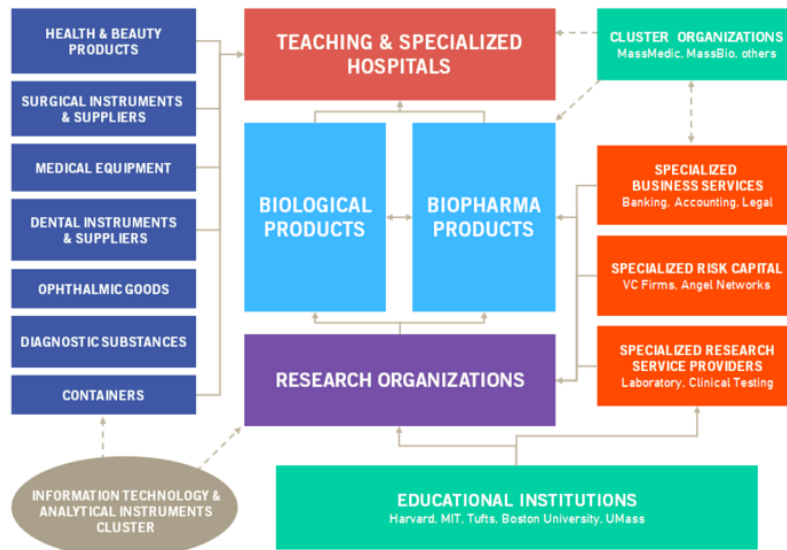 HEALTH & BEAUTY
PRODUCTS
SURGICAL INSTRUMENTS
& SUPPLIERS
MEDICAL EQUIPMENT
DENTAL INSTRUMENTS
& SUPPLIERS
OPHTHALMIC GOODS
DIAGNOSTIC SUBSTANCES
CONTAINERS
INFORMATION TECHNOLOGY &
ANALYTICAL INSTRUMENTS
CLUSTER
TEACHING & SPECIALIZED
HOSPITALS
BIOLOGICAL
PRODUCTS
BIOPHARMA
PRODUCTS
RESEARCH ORGANIZATIONS
EDUCATIONAL INSTITUTIONS
Harvard, MIT, Tufts, Boston University, UMass
CLUSTER ORGANIZATIONS
MassMedic, MassBio, others
SPECIALIZED
BUSINESS SERVICES
Banking, Accounting, Legal
SPECIALIZED RISK CAPITAL
VC Firms, Angel Networks
SPECIALIZED RESEARCH
SERVICE PROVIDERS
Laboratory, Clinical Testing